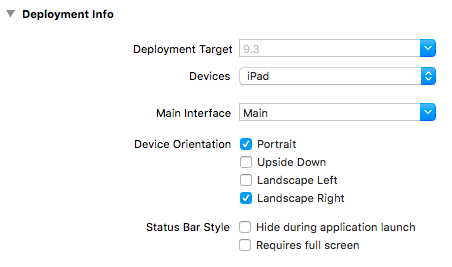 Deployment Info
Deployment Target 9.3
Devices iPad
Main Interface Main
Device Orientation Portrait
Upside Down
Landscape Left
Landscape Right
Status Bar Style Hide during application launch
Requires full screen